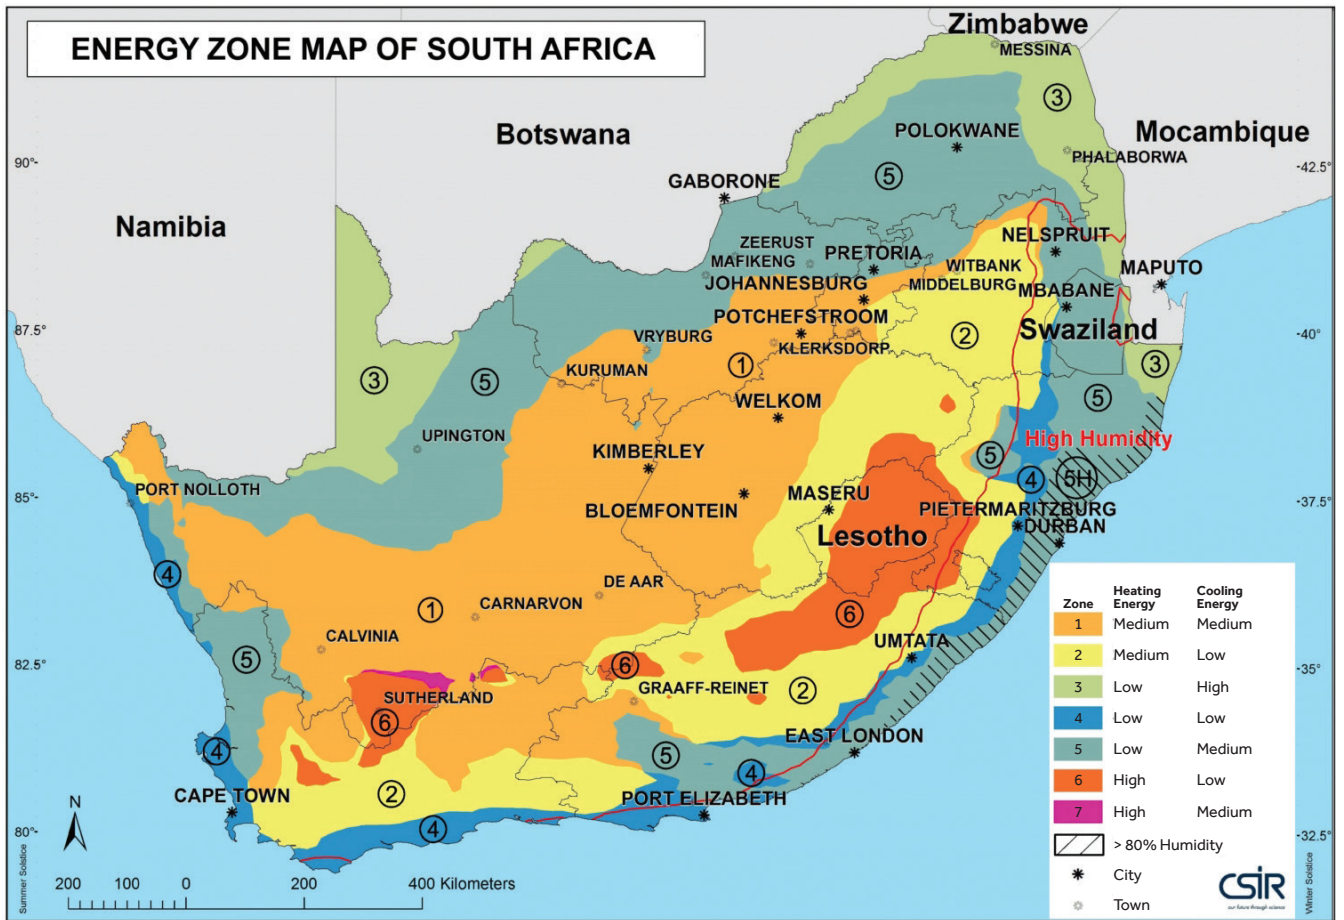 ENERGY ZONE MAP OF SOUTH AFRICA
Zimbabwe
MESSINA
3
Botswana
Mocambique
POLOKWANE
PHALABORWA
90°
42.5°
5
GABORONE
Namibia
NELSPRUIT
ZEERUST
MAFIKENG
PRETORIA
WITBANK
MAPUTO
JOHANNESBURG
MIDDELBURG
MBABANE
POTCHEFSTROOM
87.5°
40°
Swaziland
2
VRYBURG
KLERKSDORP
3
1
KURUMAN
3
5
WELKOM
5
UPINGTON
High Humidity
KIMBERLEY
5
4
5H
PORT NOLLOTH
85°
37.5°
MASERU
BLOEMFONTEIN
PIETERMARITZBURG
DURBAN
Lesotho
4
DE AAR
CARNARVON
1
6
CALVINIA
UMTATA
82.5°
35°
5
6
SUTHERLAND
GRAAFF-REINET
2
6
EAST LONDON
4
5
4
CAPE TOWN
2
PORT ELIZABETH
4
N
80°
32.5°
Summer Solstice
Winter Solstice
200 100 0 200 400 Kilometers
Zone Heating Energy Cooling Energy
1 Medium Medium
2 Medium Low
3 Low High
4 Low Low
5 Low Medium
6 High Low
7 High Medium
> 80% Humidity
City
Town
CSIR
our future through science